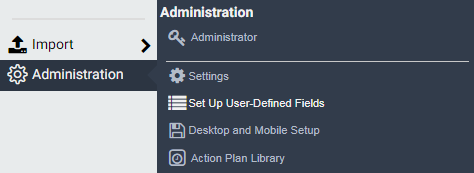 Import
Administration
Administration
Administrator
Settings
Set Up User-Defined Fields
Desktop and Mobile Setup
Action Plan Library